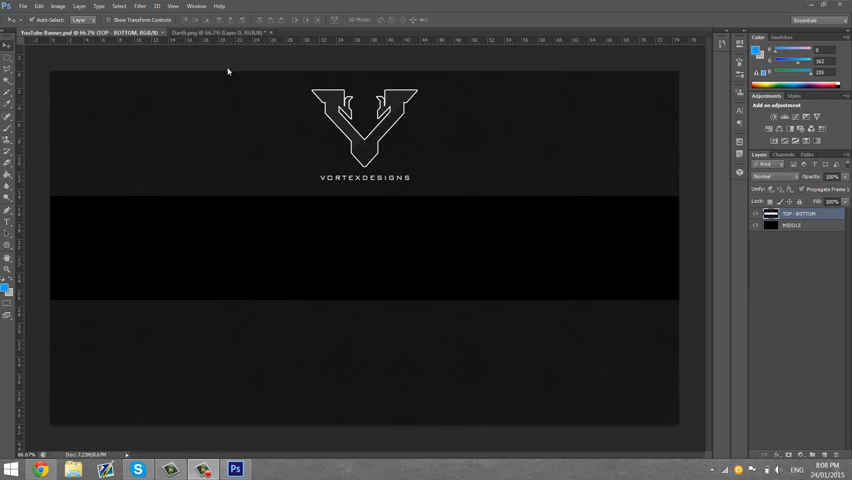 Ps File Edit Image Layer Type Select Filter 3D View Window Help
Auto-Select: Layer Show Transform Controls 3D Mode: Essentials
YouTube Banner.psd @ 66.7% (TOP - BOTTOM, RGB/8) × Darth.png @ 66.7% (Layer 0, RGB/8) * ×
VORTEXDESIGNS
Color Swatches
R 0
G 162
B 255
Adjustments Styles
Add an adjustment
Layers Channels Paths
Kind
Normal Opacity: 100%
Unify: Propagate Frame 1
Lock: Fill: 100%
TOP - BOTTOM
MIDDLE
66.67% Doc: 7.23M/8.67M
Ps ENG 8:08 PM
24/01/2015